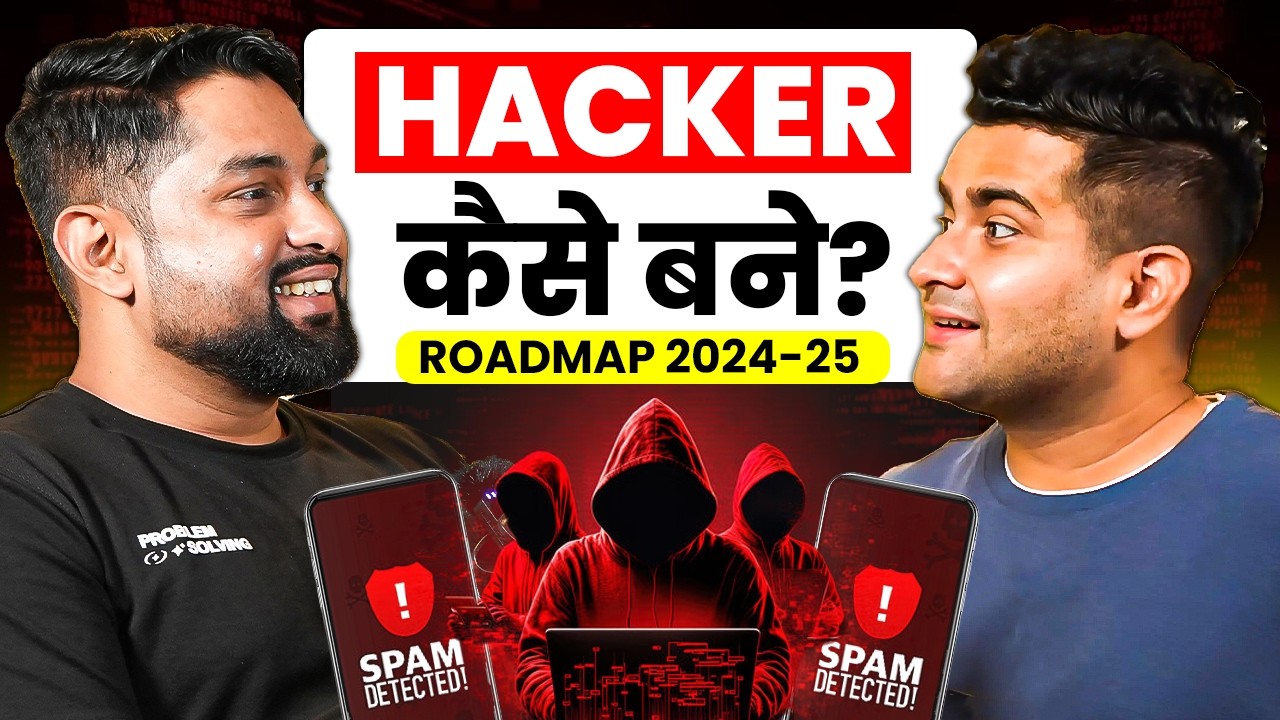 HACKER
कैसे बने?
ROADMAP 2024-25
PROBLEM
SOLVING
!
SPAM
DETECTED!
!
SPAM
DETECTED!